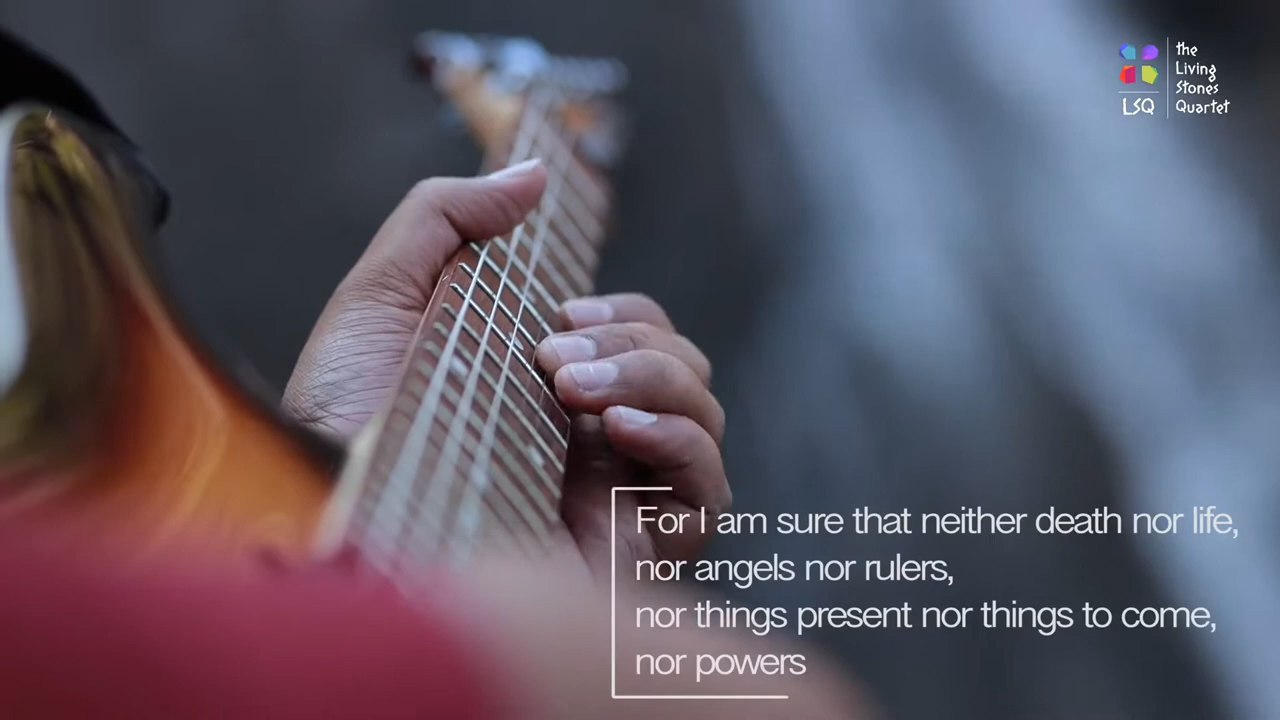 the
Living
Stones
Quartet
LSQ
For I am sure that neither death nor life,
nor angels nor rulers,
nor things present nor things to come,
nor powers